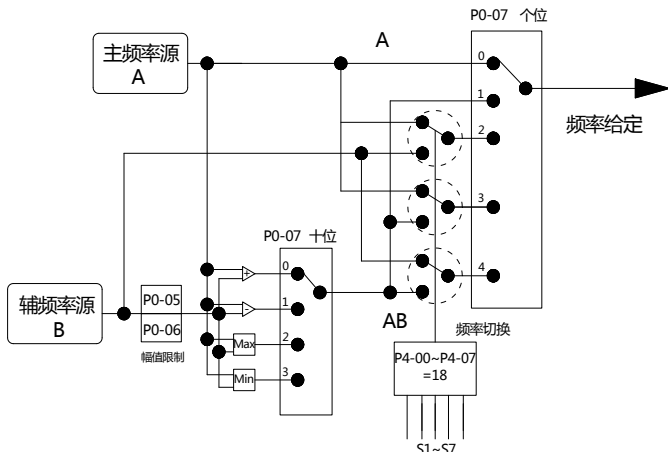 P0-07 个位
主频率源
A
A
0
1
2
3
4
频率给定
P0-07 十位
辅频率源
B
P0-05
P0-06
幅值限制
+
-
Max
Min
0
1
2
3
AB
频率切换
P4-00~P4-07
=18
S1~S7